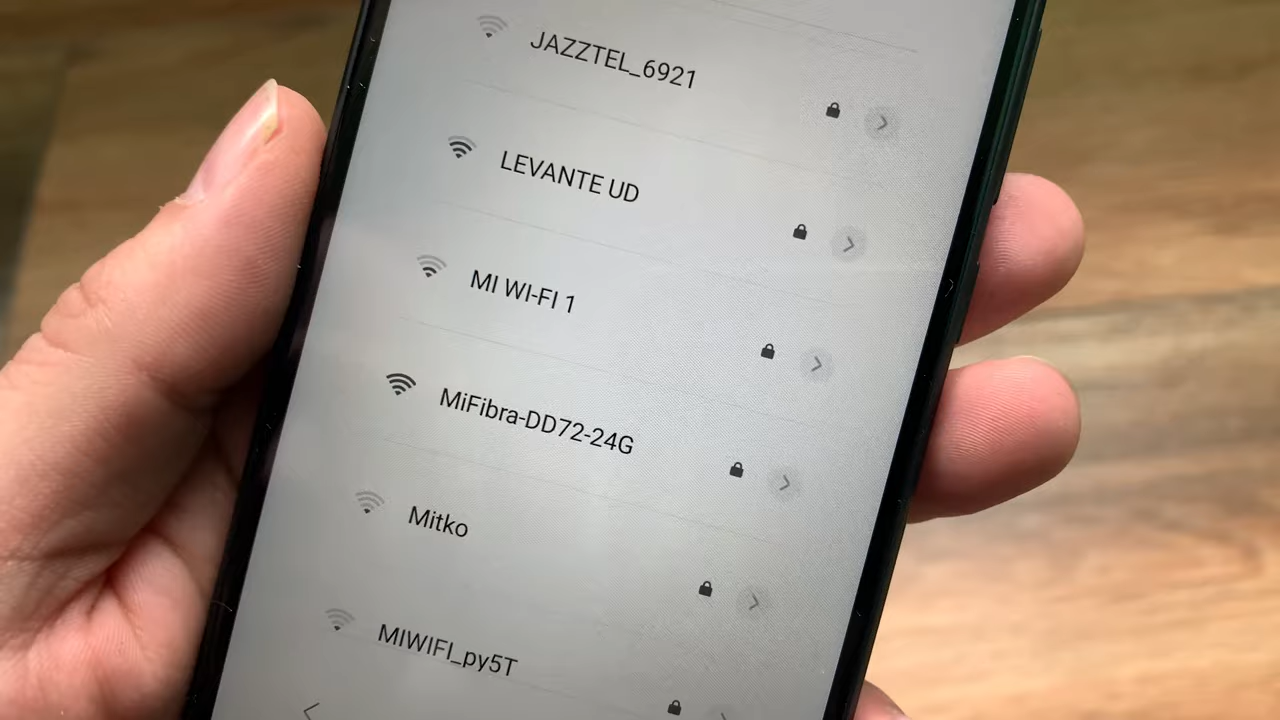 JAZZTEL_6921
LEVANTE UD
MI WI-FI 1
MiFibra-DD72-24G
Mitko
MIWIFI_py5T